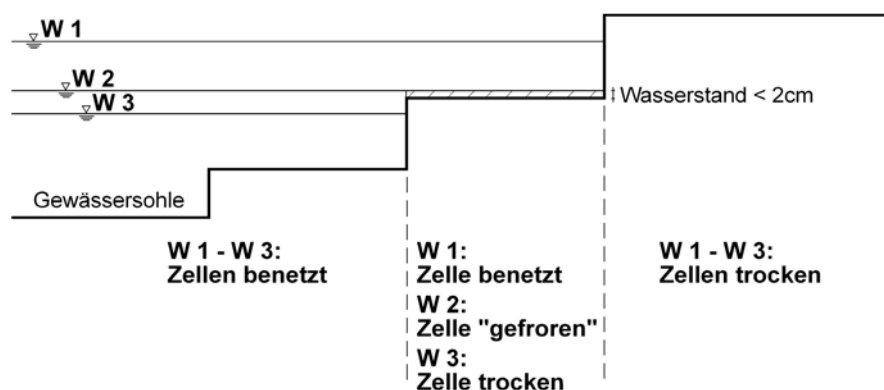 W 1
W 2
W 3
Wasserstand < 2cm
Gewässersohle
W 1 - W 3:
Zellen benetzt
W 1:
Zelle benetzt
W 2:
Zelle "gefroren"
W 3:
Zelle trocken
W 1 - W 3:
Zellen trocken